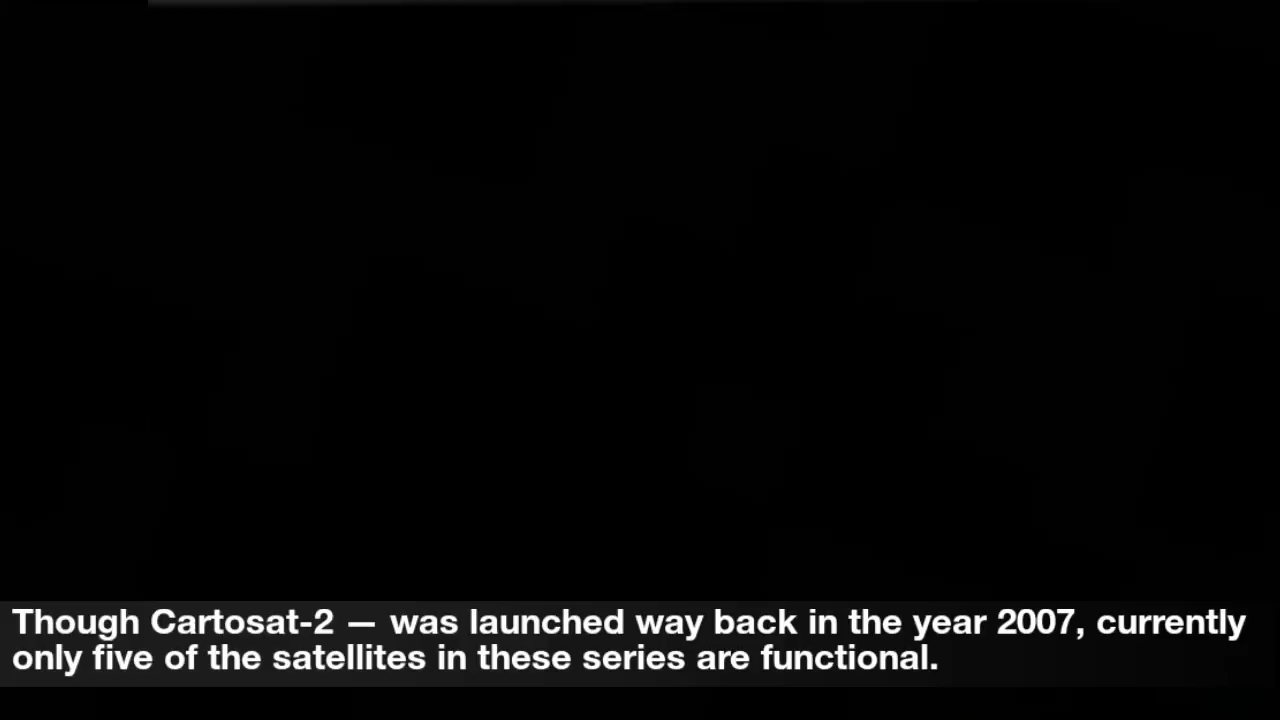 Though Cartosat-2 — was launched way back in the year 2007, currently
only five of the satellites in these series are functional.